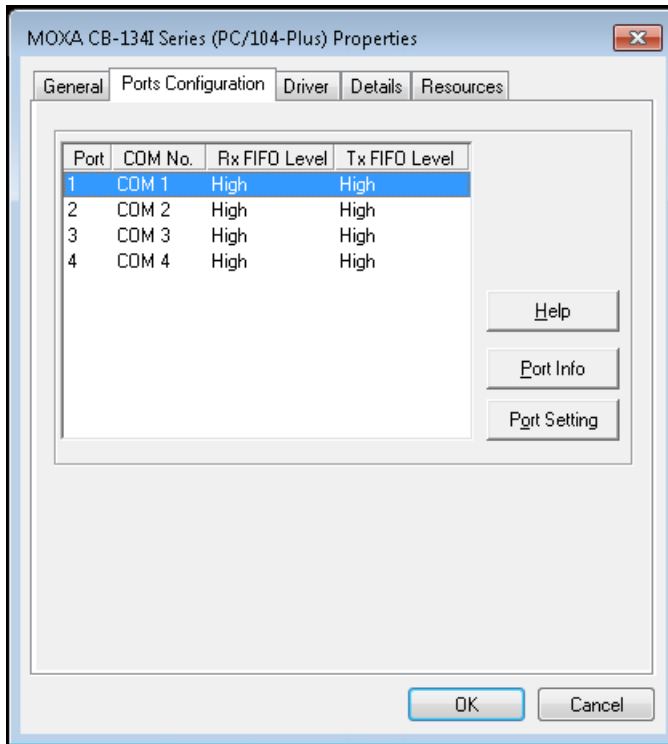 MOXA CB-134I Series (PC/104-Plus) Properties
General Ports Configuration Driver Details Resources
Port COM No. Rx FIFO Level Tx FIFO Level
1 COM 1 High High
2 COM 2 High High
3 COM 3 High High
4 COM 4 High High
Help
Port Info
Port Setting
OK Cancel